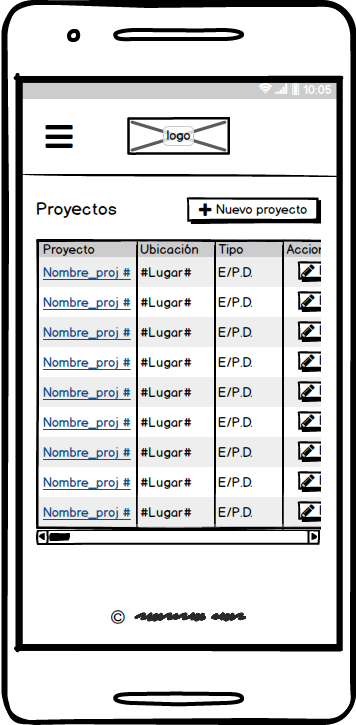 10:05
logo
Proyectos
Nuevo proyecto
Proyecto Ubicación Tipo Accion
Nombre_proj # #Lugar# E/P.D.
Nombre_proj # #Lugar# E/P.D.
Nombre_proj # #Lugar# E/P.D.
Nombre_proj # #Lugar# E/P.D.
Nombre_proj # #Lugar# E/P.D.
Nombre_proj # #Lugar# E/P.D.
Nombre_proj # #Lugar# E/P.D.
Nombre_proj # #Lugar# E/P.D.
Nombre_proj # #Lugar# E/P.D.
©